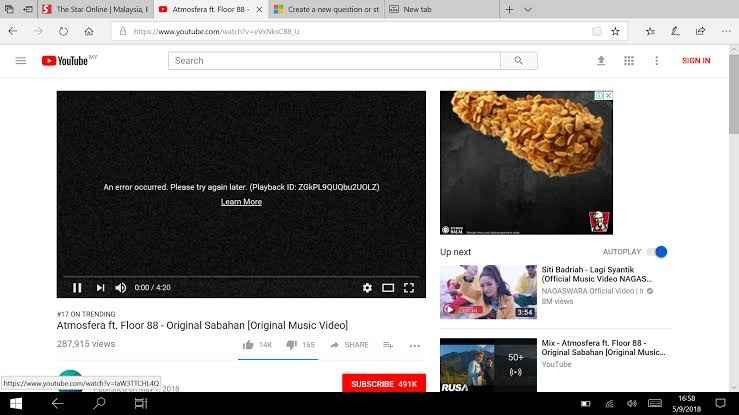 The Star Online | Malaysia, B
Atmosfera ft. Floor 88 -
Create a new question or st
New tab
https://www.youtube.com/watch?v=eVxNksC88_U
YouTube MY
Search
SIGN IN
An error occurred. Please try again later. (Playback ID: ZGkPL9QUQbu2UOLZ)
Learn More
0:00 / 4:20
HALAL
KFC
Up next
AUTOPLAY
Siti Badriah - Lagi Syantik
(Official Music Video NAGAS...
NAGASWARA Official Video | Ir
8M views
OFFICIAL
3:54
#17 ON TRENDING
Atmosfera ft. Floor 88 - Original Sabahan [Original Music Video]
287,915 views
14K
165
SHARE
Mix - Atmosfera ft. Floor 88 -
Original Sabahan [Original Music...
YouTube
50+
RUSA
https://www.youtube.com/watch?v=IaW3TTCHL4Q
2018
SUBSCRIBE 491K
16:58
5/9/2018